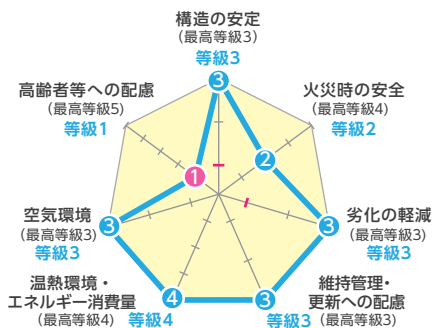 構造の安定
(最高等級3)
等級3
3
高齢者等への配慮
(最高等級5)
等級1
1
火災時の安全
(最高等級4)
等級2
2
空気環境
(最高等級3)
等級3
3
劣化の軽減
(最高等級3)
等級3
3
温熱環境・
エネルギー消費量
(最高等級4)
等級4
4
維持管理・
更新への配慮
等級3
(最高等級3)
3